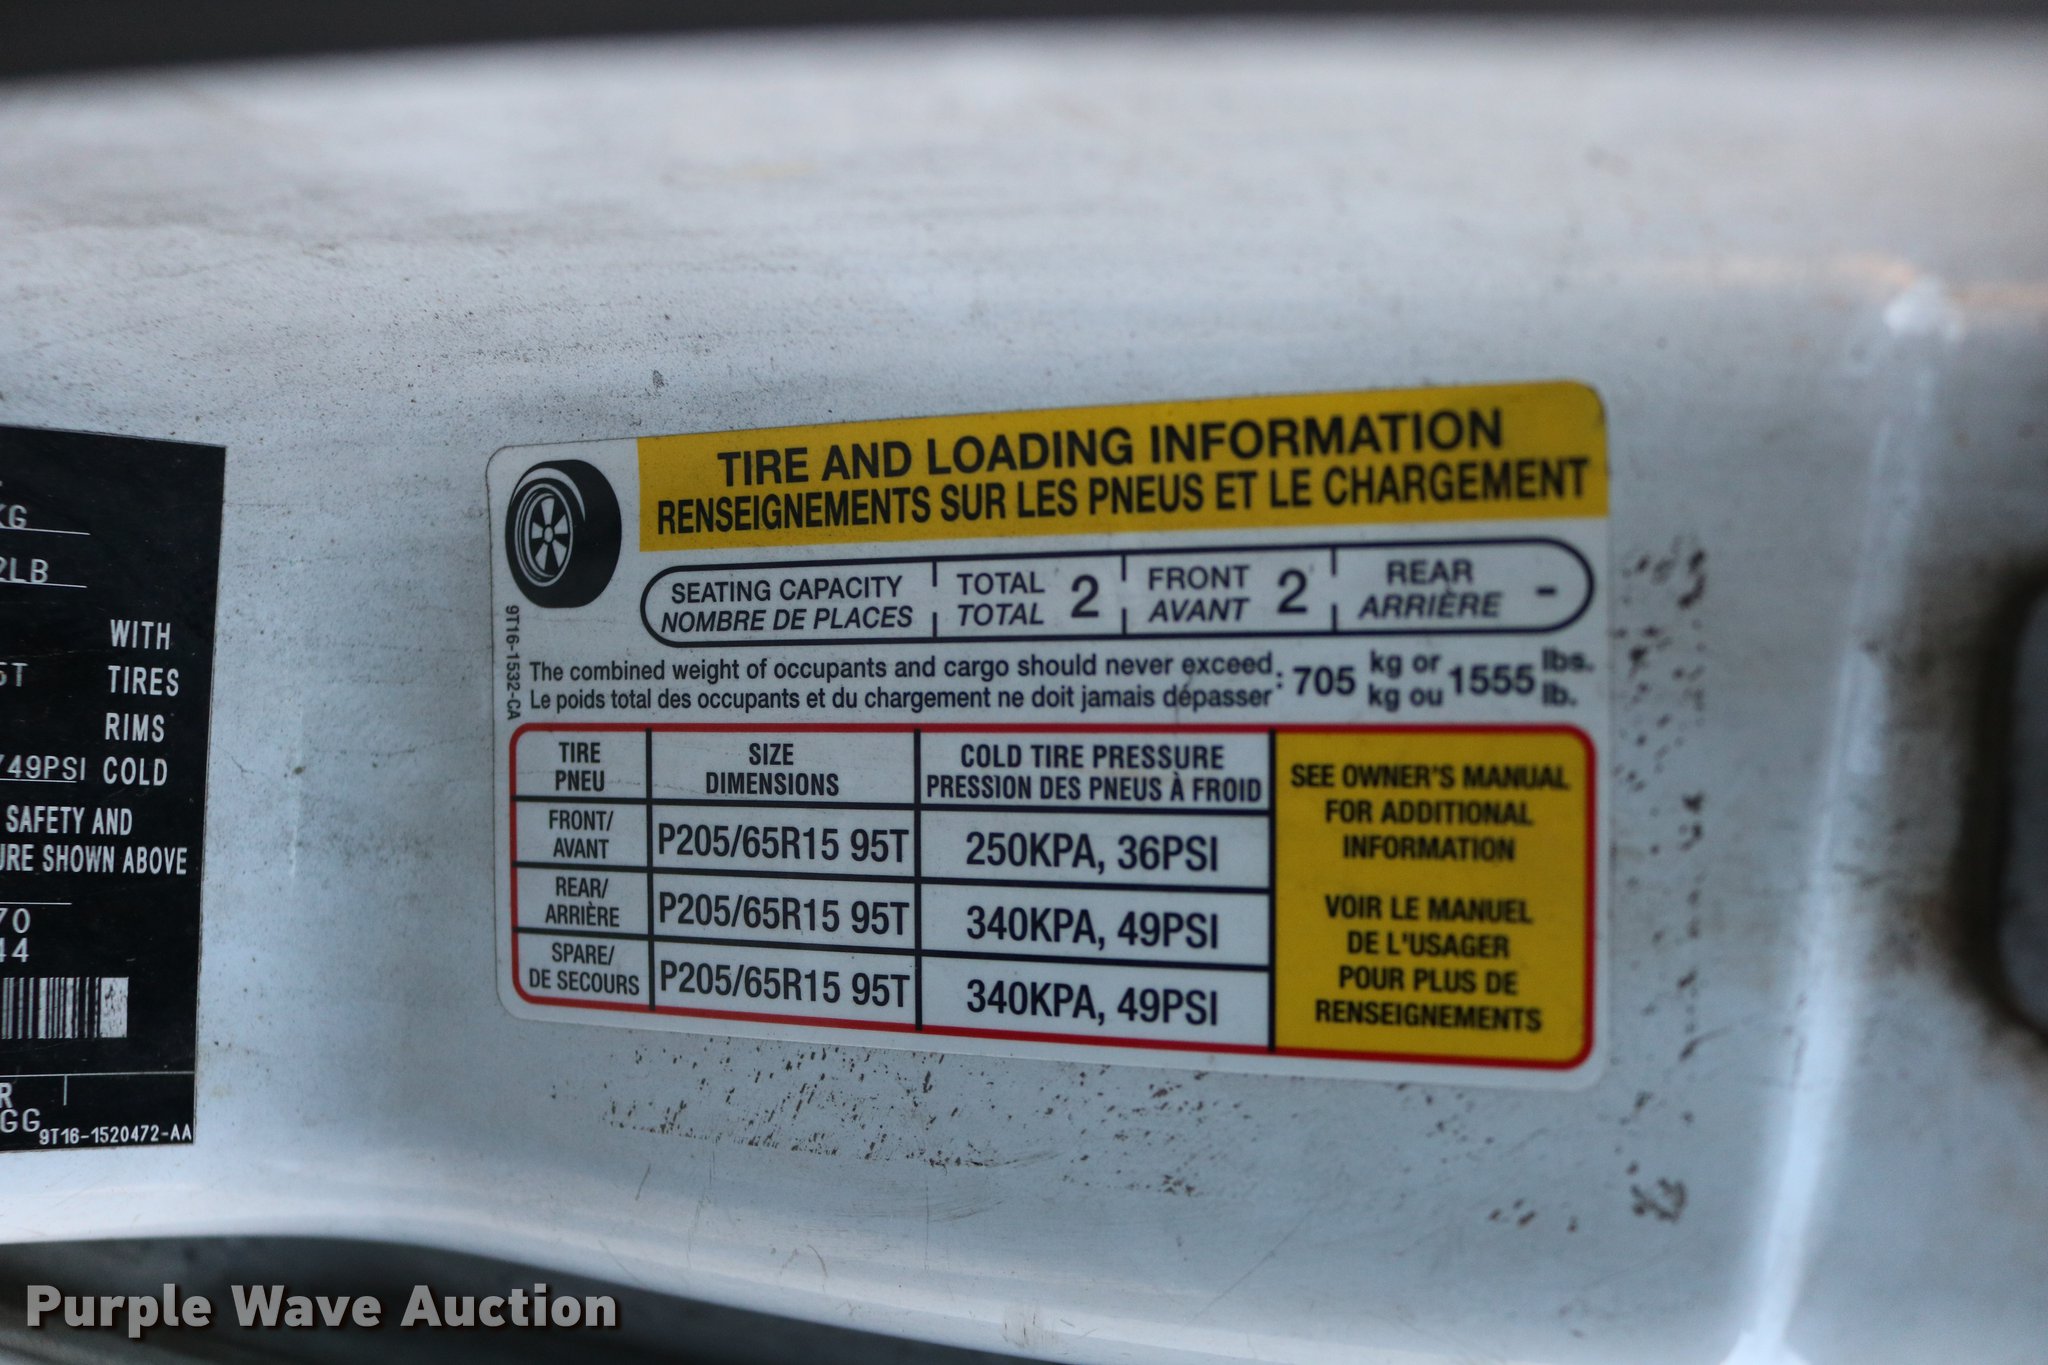 KG
2LB
WITH
5T TIRES
RIMS
/49PSI COLD
SAFETY AND
URE SHOWN ABOVE
70
44
R
GG
9T16-1520472-AA
TIRE AND LOADING INFORMATION
RENSEIGNEMENTS SUR LES PNEUS ET LE CHARGEMENT
SEATING CAPACITY TOTAL 2 FRONT 2 REAR -
NOMBRE DE PLACES TOTAL AVANT ARRIÈRE
9T16-1532-CA
The combined weight of occupants and cargo should never exceed : 705 kg or 1555 lbs.
Le poids total des occupants et du chargement ne doit jamais dépasser kg ou lb.
TIRE SIZE COLD TIRE PRESSURE
PNEU DIMENSIONS PRESSION DES PNEUS À FROID
FRONT/ P205/65R15 95T 250KPA, 36PSI
AVANT
REAR/ P205/65R15 95T 340KPA, 49PSI
ARRIÈRE
SPARE/ P205/65R15 95T 340KPA, 49PSI
DE SECOURS
SEE OWNER'S MANUAL
FOR ADDITIONAL
INFORMATION
VOIR LE MANUEL
DE L'USAGER
POUR PLUS DE
RENSEIGNEMENTS
Purple Wave Auction